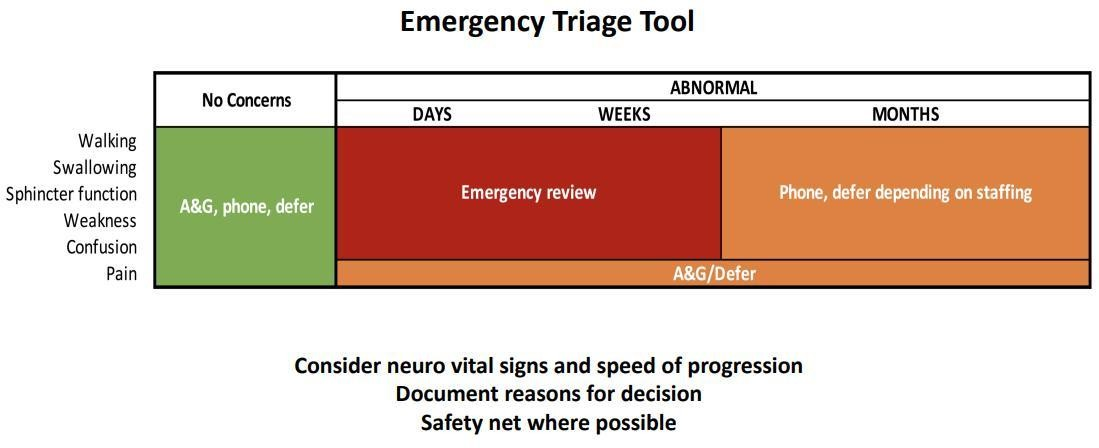 Emergency Triage Tool
No Concerns
ABNORMAL
DAYS WEEKS MONTHS
Walking
Swallowing
Sphincter function
Weakness
Confusion
Pain
A&G, phone, defer
Emergency review
Phone, defer depending on staffing
A&G/Defer
Consider neuro vital signs and speed of progression
Document reasons for decision
Safety net where possible